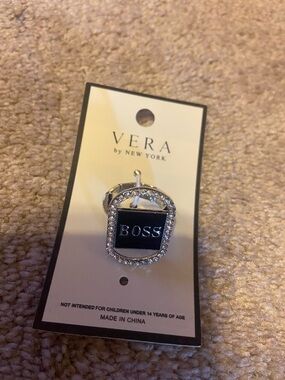 VERA
by NEW YORK
BOSS
NOT INTENDED FOR CHILDREN UNDER 14 YEARS OF AGE
MADE IN CHINA